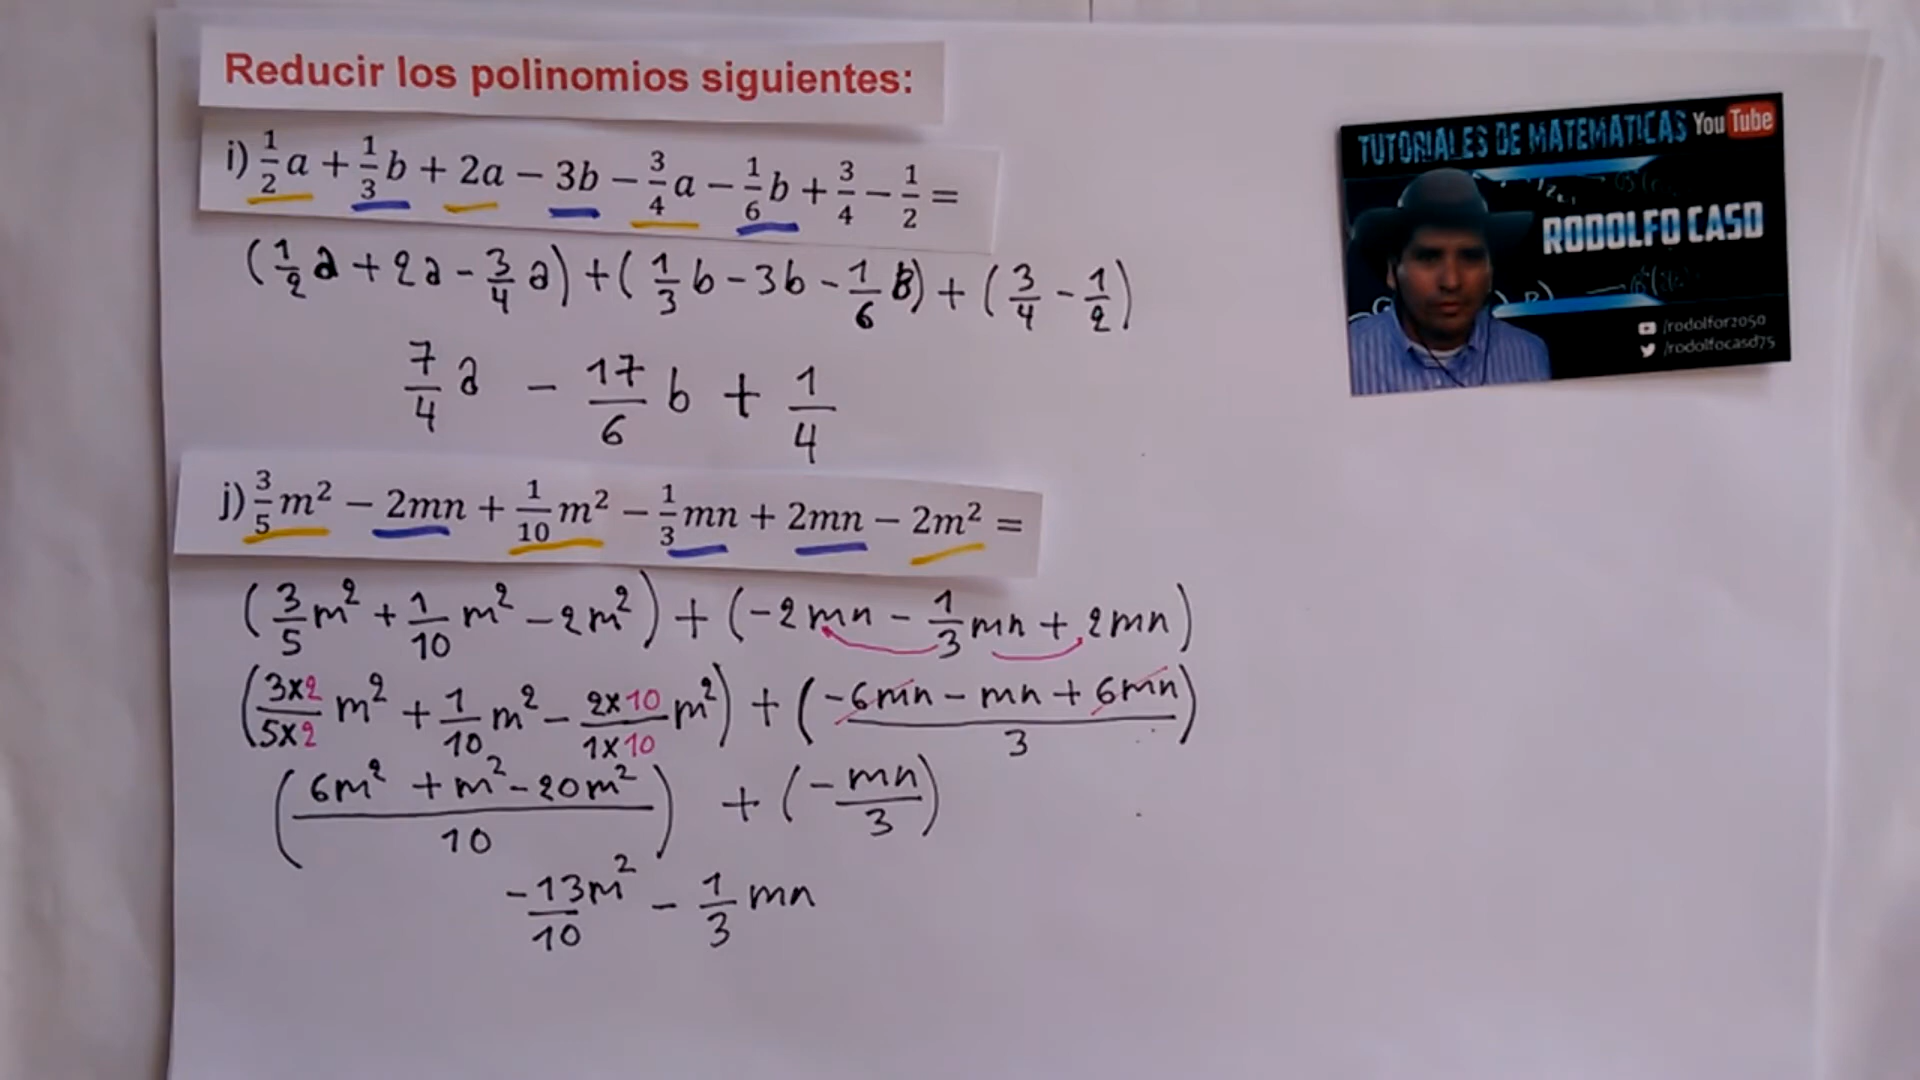 Reducir los polinomios siguientes:
i) 1/2 a + 1/3 b + 2a − 3b − 3/4 a − 1/6 b + 3/4 − 1/2 =
(1/2 a + 2a - 3/4 a) + (1/3 b - 3b - 1/6 b) + (3/4 - 1/2)
7/4 a - 17/6 b + 1/4
j) 3/5 m² − 2mn + 1/10 m² − 1/3 mn + 2mn − 2m² =
(3/5 m² + 1/10 m² - 2m²) + (-2mn - 1/3 mn + 2mn)
(3x2/5x2 m² + 1/10 m² - 2x10/1x10 m²) + (-6mn - mn + 6mn / 3)
(6m² + m² - 20m² / 10) + (- mn/3)
-13m²/10 - 1/3 mn
TUTORIALES DE MATEMATICAS YouTube
RODOLFO CASO
/rodolfor2050
/rodolfocasd75